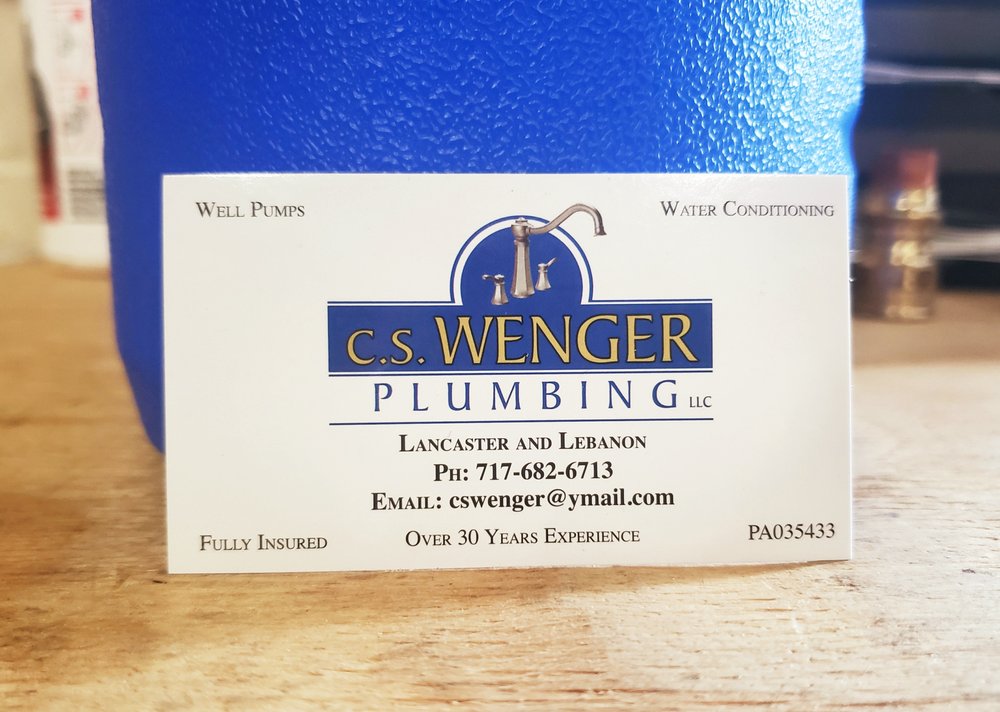 Well Pumps
Water Conditioning
C.S. WENGER
PLUMBING LLC
Lancaster and Lebanon
Ph: 717-682-6713
Email: cswenger@ymail.com
Fully Insured
Over 30 Years Experience
PA035433